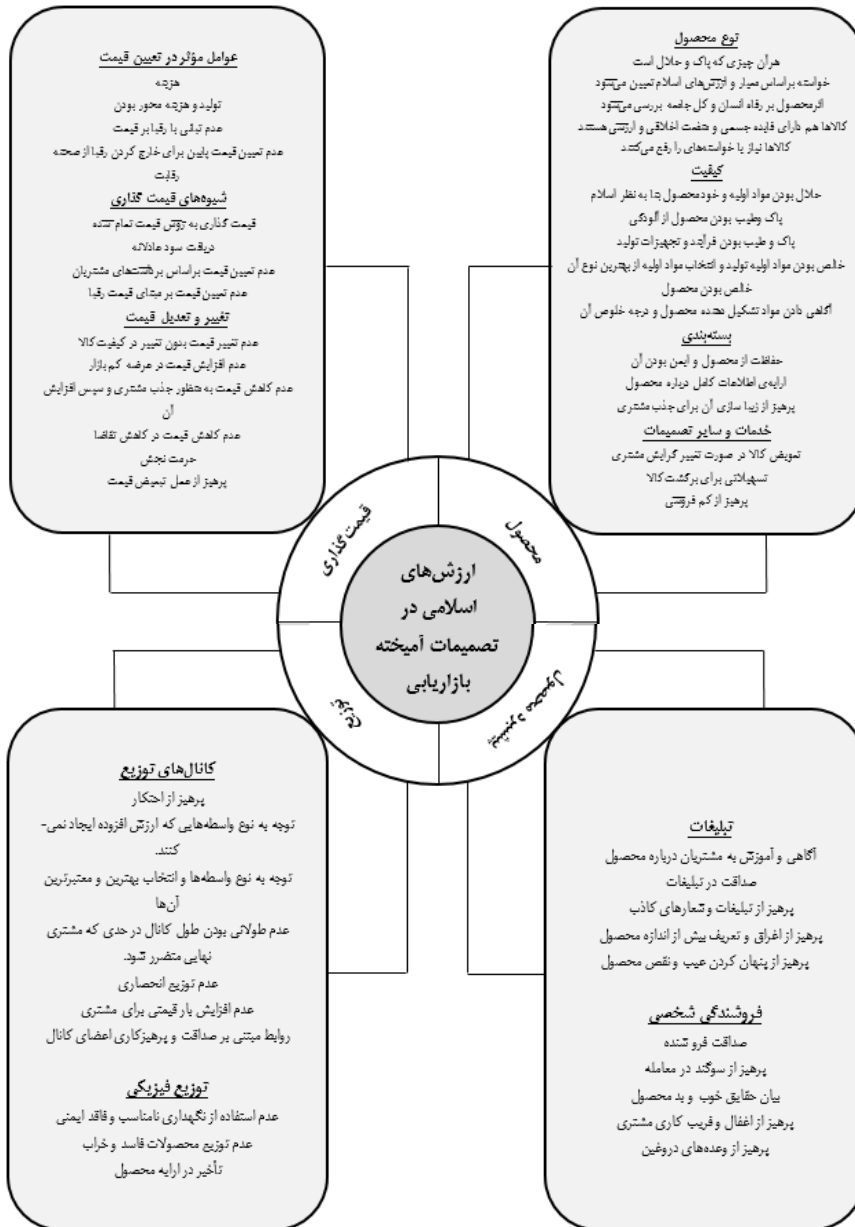 توع محصول
هرآن چیزی که پاک و حلال است
خواسته براساس معیار و ارزش‌های اسلام تعیین می‌شود
اثرمحصول بر رفاه انسان و کل جامعه بررسی می‌شود
کالاها هم دارای فایده جسمی و منفعت اخلاقی و ارزشی هستند
کالاها نیاز یا خواسته‌های را رفع می‌کنند
کیفیت
حلال بودن مواد اولیه و خودمحصول بنا به نظر اسلام
پاک وطیب بودن محصول از آلودگی
پاک و طیب بودن فرآیند و تجهیزات تولید
خالص بودن مواد اولیه تولید و انتخاب مواد اولیه از بهترین نوع آن
خالص بودن محصول
آگاهی دادن مواد تشکیل دهنده محصول و درجه خلوص آن
بسته‌بندی
حفاظت از محصول و ایمن بودن آن
ارایه‌ی اطلاعات کامل درباره محصول
پرهیز از زیبا سازی آن برای جذب مشتری
خدمات و سایر تصمیمات
تعویض کالا در صورت تغییر گرایش مشتری
تسهیلاتی برای برگشت کالا
پرهیز از کم فروشی
عوامل مؤثر در تعیین قیمت
هزینه
تولید و هزینه محور بودن
عدم تبانی با رقبا بر قیمت
عدم تعیین قیمت پایین برای خارج کردن رقبا از صحنه
رقابت
شیوه‌های قیمت گذاری
قیمت گذاری به روش قیمت تمام شده
دریافت سود عادلانه
عدم تعیین قیمت براساس برداشت‌های مشتریان
عدم تعیین قیمت بر مبنای قیمت رقبا
تغییر و تعدیل قیمت
عدم تغییر قیمت بدون تغییر در کیفیت کالا
عدم افزایش قیمت در عرضه کم بازار
عدم کاهش قیمت به منظور جذب مشتری و سپس افزایش
آن
عدم کاهش قیمت در کاهش تقاضا
حرمت نجش
پرهیز از عمل تبعیض قیمت
محصول
قیمت‌گذاری
ارزش‌های
اسلامی در
تصمیمات آمیخته
بازاریابی
پیشبرد محصول
توزیع
تبلیغات
آگاهی و آموزش به مشتریان درباره محصول
صداقت در تبلیغات
پرهیز از تبلیغات و شعارهای کاذب
پرهیز از اغراق و تعریف بیش از اندازه محصول
پرهیز از پنهان کردن عیب و نقص محصول
فروشندگی شخصی
صداقت فروشنده
پرهیز از سوگند در معامله
بیان حقایق خوب و بد محصول
پرهیز از اغفال و فریب کاری مشتری
پرهیز از وعده‌های دروغین
کانال‌های توزیع
پرهیز از احتکار
توجه به نوع واسطه‌هایی که ارزش افزوده ایجاد نمی-
کنند.
توجه به نوع واسطه‌ها و انتخاب بهترین و معتبرترین
آن‌ها
عدم طولانی بودن طول کانال در حدی که مشتری
نهایی متضرر شود.
عدم توزیع انحصاری
عدم افزایش بار قیمتی برای مشتری
روابط مبتنی بر صداقت و پرهیزکاری اعضای کانال
توزیع فیزیکی
عدم استفاده از نگهداری نامناسب و فاقد ایمنی
عدم توزیع محصولات فاسد و خراب
تأخیر در ارایه محصول